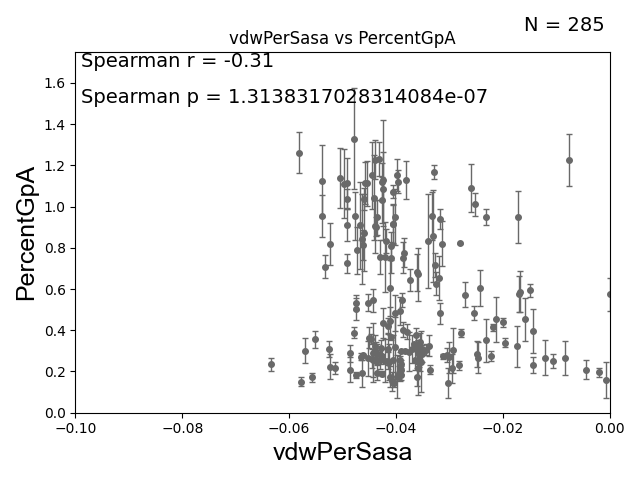 N = 285
vdwPerSasa vs PercentGpA
Spearman r = -0.31
Spearman p = 1.3138317028314084e-07
PercentGpA
1.6
1.4
1.2
1.0
0.8
0.6
0.4
0.2
0.0
−0.10
−0.08
−0.06
−0.04
−0.02
0.00
vdwPerSasa